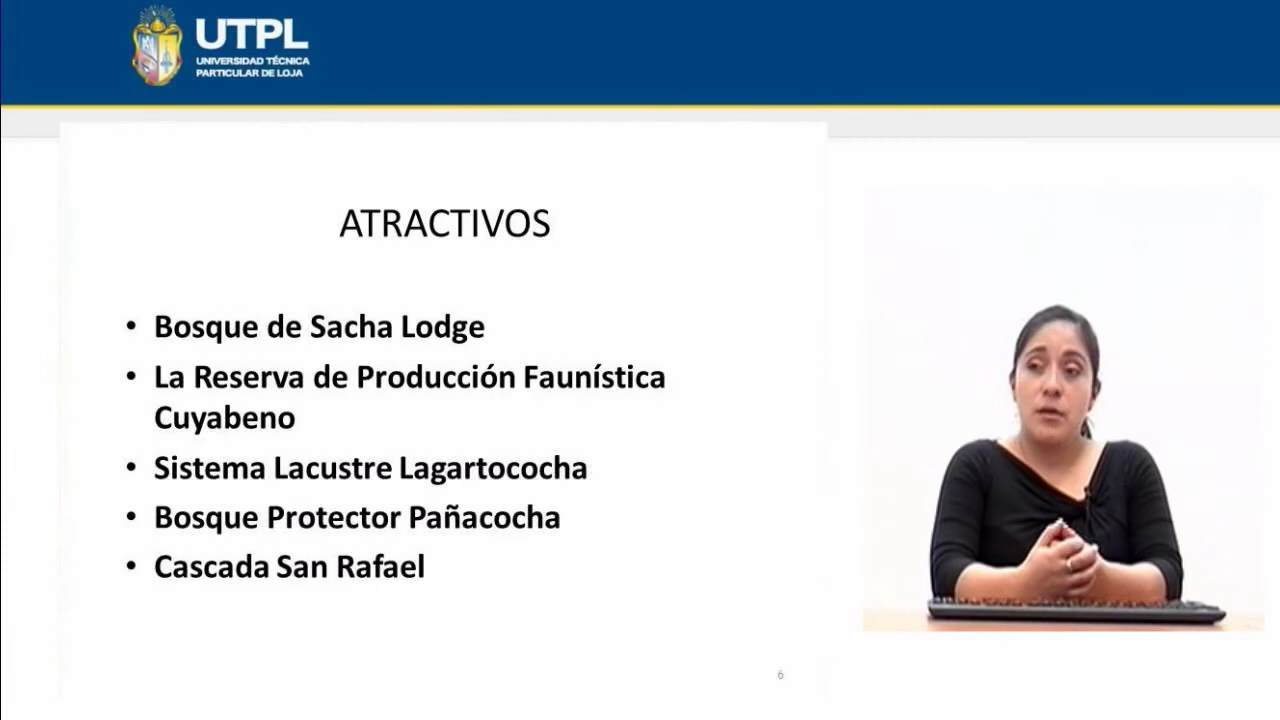 UTPL
UNIVERSIDAD TÉCNICA
PARTICULAR DE LOJA
ATRACTIVOS
• Bosque de Sacha Lodge
• La Reserva de Producción Faunística
Cuyabeno
• Sistema Lacustre Lagartococha
• Bosque Protector Pañacocha
• Cascada San Rafael
6